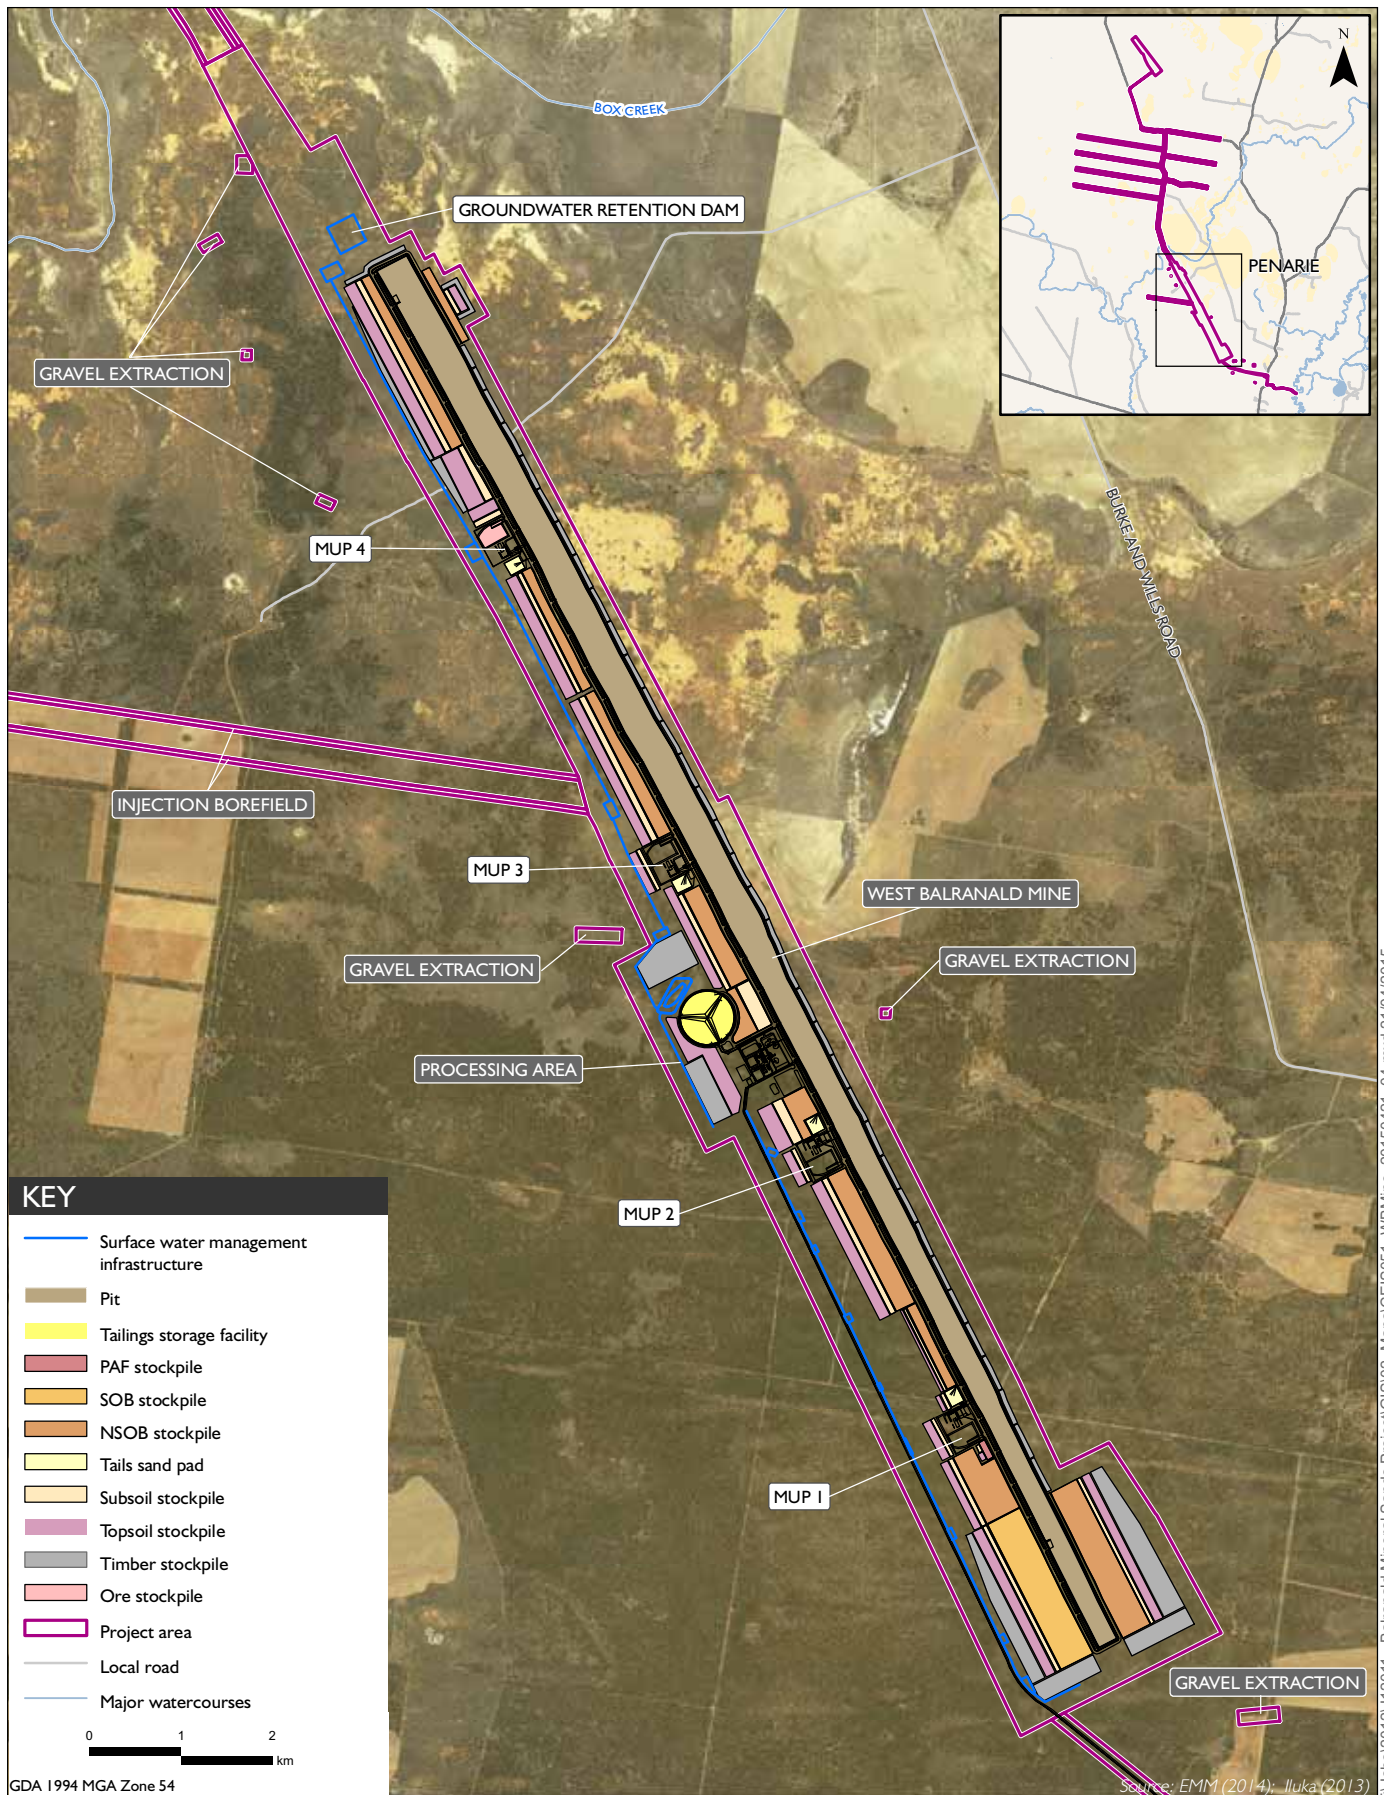 BOX CREEK
N
GROUNDWATER RETENTION DAM
PENARIE
GRAVEL EXTRACTION
MUP 4
BURKE AND WILLS ROAD
INJECTION BOREFIELD
MUP 3
WEST BALRANALD MINE
GRAVEL EXTRACTION
GRAVEL EXTRACTION
PROCESSING AREA
MUP 2
MUP 1
GRAVEL EXTRACTION
KEY
Surface water management
infrastructure
Pit
Tailings storage facility
PAF stockpile
SOB stockpile
NSOB stockpile
Tails sand pad
Subsoil stockpile
Topsoil stockpile
Timber stockpile
Ore stockpile
Project area
Local road
Major watercourses
0 1 2
km
GDA 1994 MGA Zone 54
Source: EMM (2014); Iluka (2013)